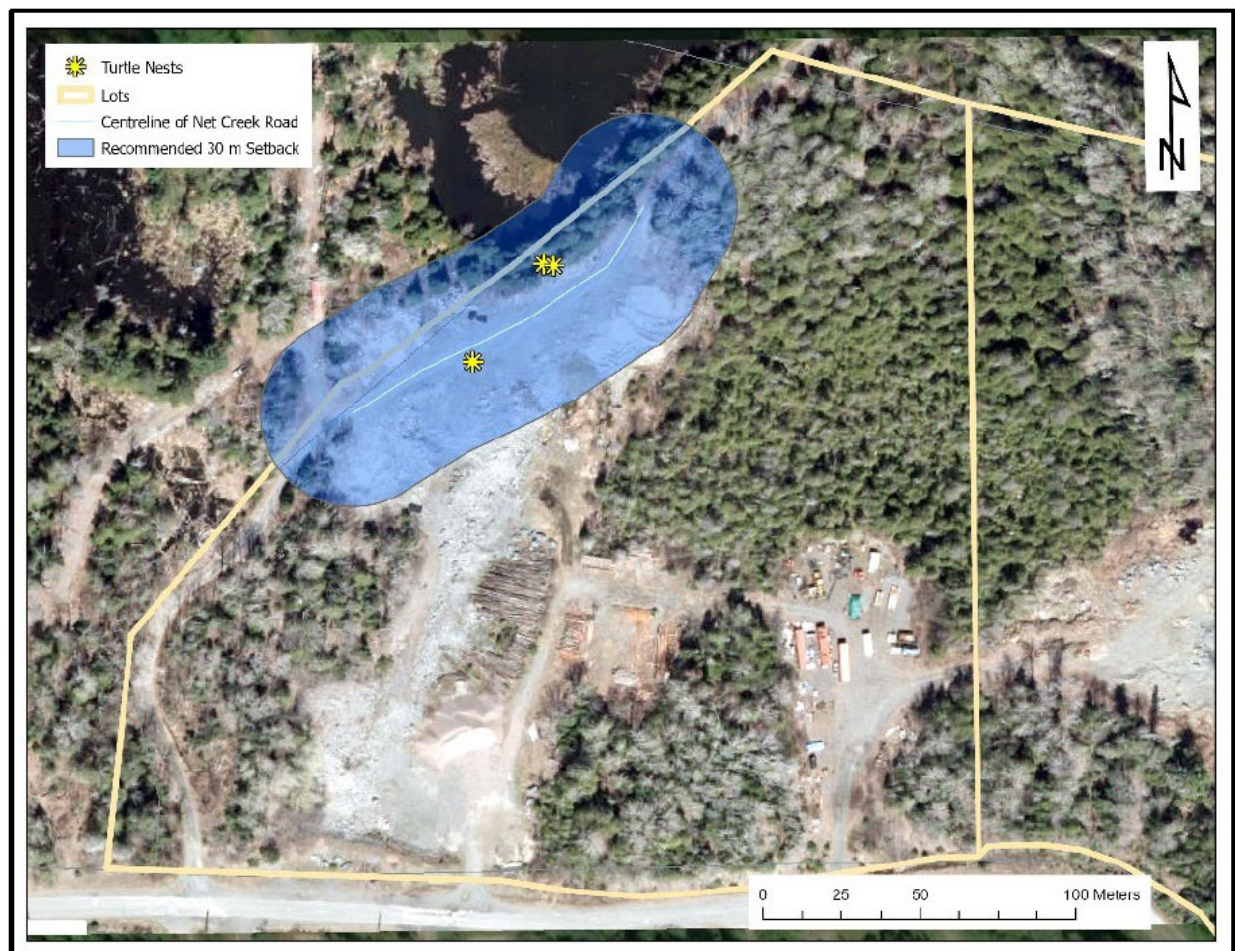 Turtle Nests
Lots
Centreline of Net Creek Road
Recommended 30 m Setback
N
0 25 50 100 Meters